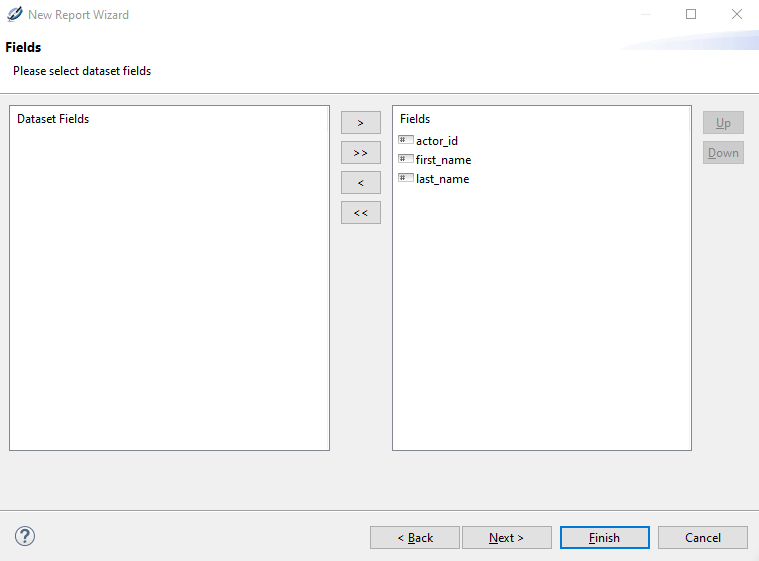 New Report Wizard
Fields
Please select dataset fields
Dataset Fields
>
>>
<
<<
Fields
# actor_id
# first_name
# last_name
Up
Down
?
< Back
Next >
Finish
Cancel